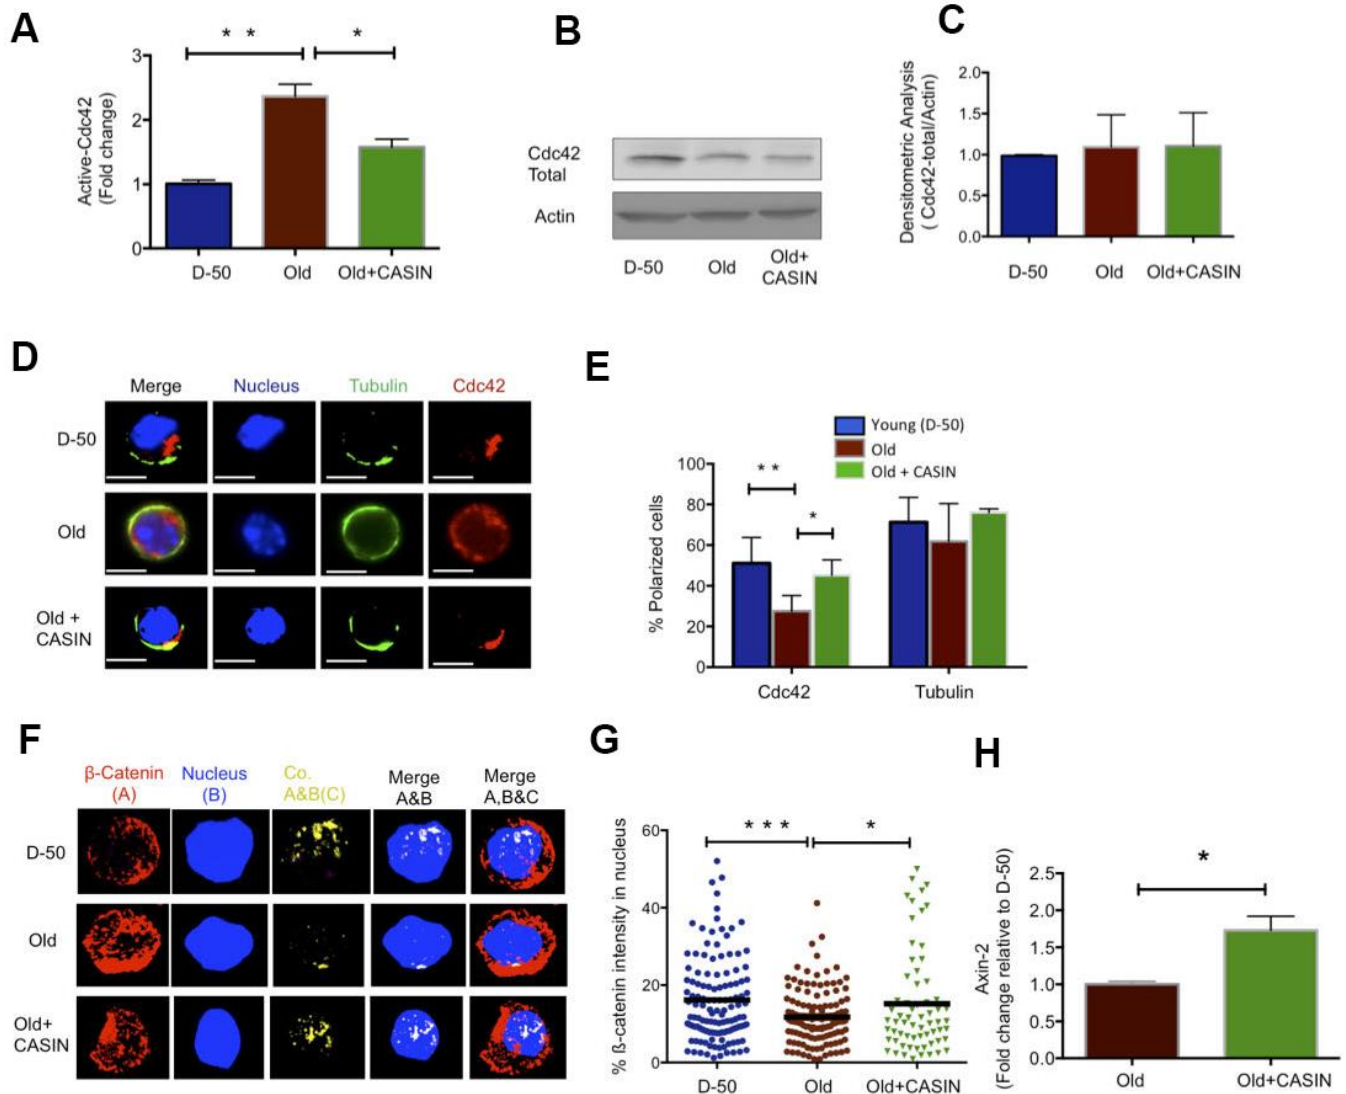 A
* *
*
Active-Cdc42
(Fold change)
3
2
1
0
D-50
Old
Old+CASIN
B
Cdc42
Total
Actin
D-50
Old
Old+
CASIN
C
Densitometric Analysis
( Cdc42-total/Actin)
2.0
1.5
1.0
0.5
0.0
D-50
Old
Old+CASIN
D
Merge
Nucleus
Tubulin
Cdc42
D-50
Old
Old +
CASIN
E
Young (D-50)
Old
Old + CASIN
% Polarized cells
100
80
60
40
20
0
* *
*
Cdc42
Tubulin
F
β-Catenin
(A)
Nucleus
(B)
Co.
A&B(C)
Merge
A&B
Merge
A,B&C
D-50
Old
Old+
CASIN
G
% ß-catenin intensity in nucleus
60
40
20
0
* * *
*
D-50
Old
Old+CASIN
H
Axin-2
(Fold change relative to D-50)
2.5
2.0
1.5
1.0
0.5
0.0
*
Old
Old+CASIN